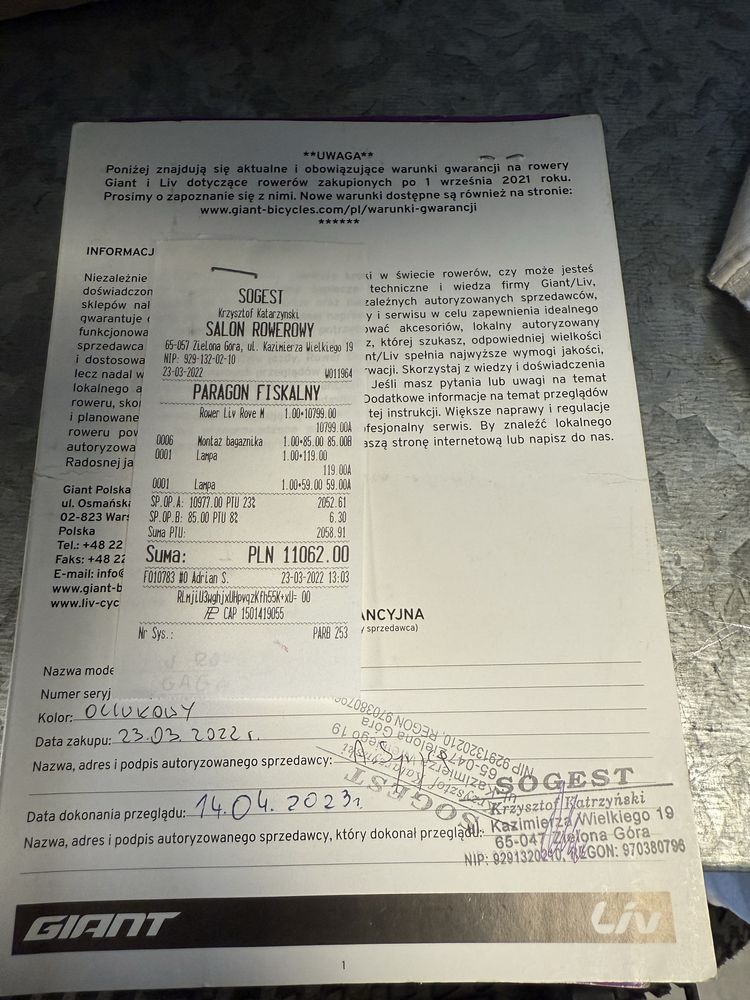 **UWAGA**
Poniżej znajdują się aktualne i obowiązujące warunki gwarancji na rowery
Giant i Liv dotyczące rowerów zakupionych po 1 września 2021 roku.
Prosimy o zapoznanie się z nimi. Nowe warunki dostępne są również na stronie:
www.giant-bicycles.com/pl/warunki-gwarancji
******
INFORMACJ
Niezależnie
doświadczon
sklepów nal
gwarantuje
funkcjonowa
sprzedawca
i dostosowa
lecz nadal w
lokalnego a
roweru, skon
i planowane
roweru pow
autoryzowa
Radosnej ja
w świecie rowerów, czy może jesteś
techniczne i wiedza firmy Giant/Liv,
zależnych autoryzowanych sprzedawców,
y i serwisu w celu zapewnienia idealnego
ować akcesoriów, lokalny autoryzowany
z, której szukasz, odpowiedniej wielkości
nt/Liv spełnia najwyższe wymogi jakości,
rwacji. Skorzystaj z wiedzy i doświadczenia
Jeśli masz pytania lub uwagi na temat
Dodatkowe informacje na temat przeglądów
tej instrukcji. Większe naprawy i regulacje
ofesjonalny serwis. By znaleźć lokalnego
aszą stronę internetową lub napisz do nas.
SOGEST
Krzysztof Katarzynski
SALON ROWEROWY
65-057 Zielona Góra, ul. Kazimierza Wielkiego 19
NIP: 929-132-02-10
23-03-2022 W011964
PARAGON FISKALNY
Rower Liv Rove M 1.00*10799.00
10799.00A
0006 Montaż bagażnika 1.00*85.00 85.00B
0001 Lampa 1.00*119.00
119.00A
0001 Lampa 1.00*59.00 59.00A
SP.OP.A: 10977.00 PTU 23% 2052.61
SP.OP.B: 85.00 PTU 8% 6.30
Suma PTU: 2058.91
Suma: PLN 11062.00
F010783 #0 Adrian S. 23-03-2022 13:03
CAP 1501419055
Nr Sys.: PARB 253
Giant Polska
ul. Osmańsk
02-823 Wars
Polska
Tel.: +48 22
Faks: +48 22
E-mail: info
www.giant-b
www.liv-cyc
ANCYJNA
y sprzedawca)
Nazwa mode
Numer seryj
Kolor:
Data zakupu: 23.03.2022 r.
Nazwa, adres i podpis autoryzowanego sprzedawcy:
SOGEST
65-047 Zielona Góra
NIP 9291320210, REGON 970380796
Data dokonania przeglądu: 14.04.2023r.
Nazwa, adres i podpis autoryzowanego sprzedawcy, który dokonał przeglądu:
SOGEST
Krzysztof Katrzyński
Kazimierza Wielkiego 19
65-047 Zielona Góra
NIP: 9291320210, REGON: 970380796
GIANT
Liv
1